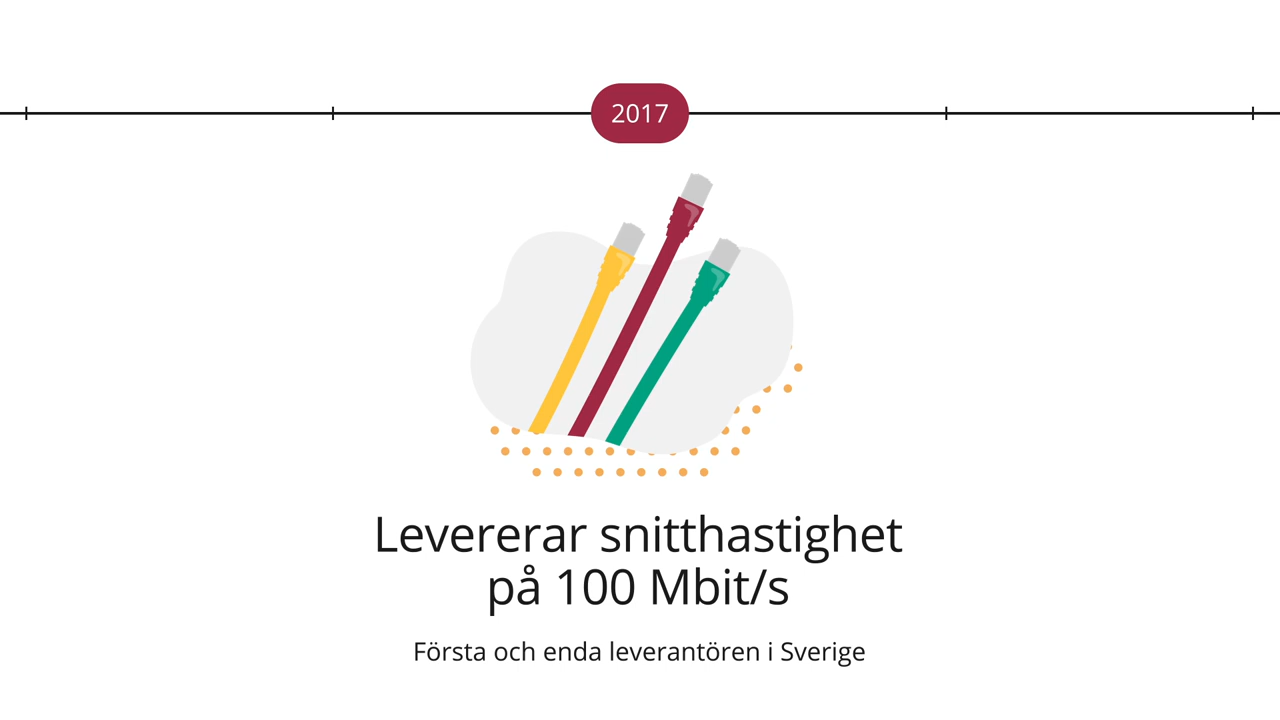 2017
Levererar snitthastighet
på 100 Mbit/s
Första och enda leverantören i Sverige